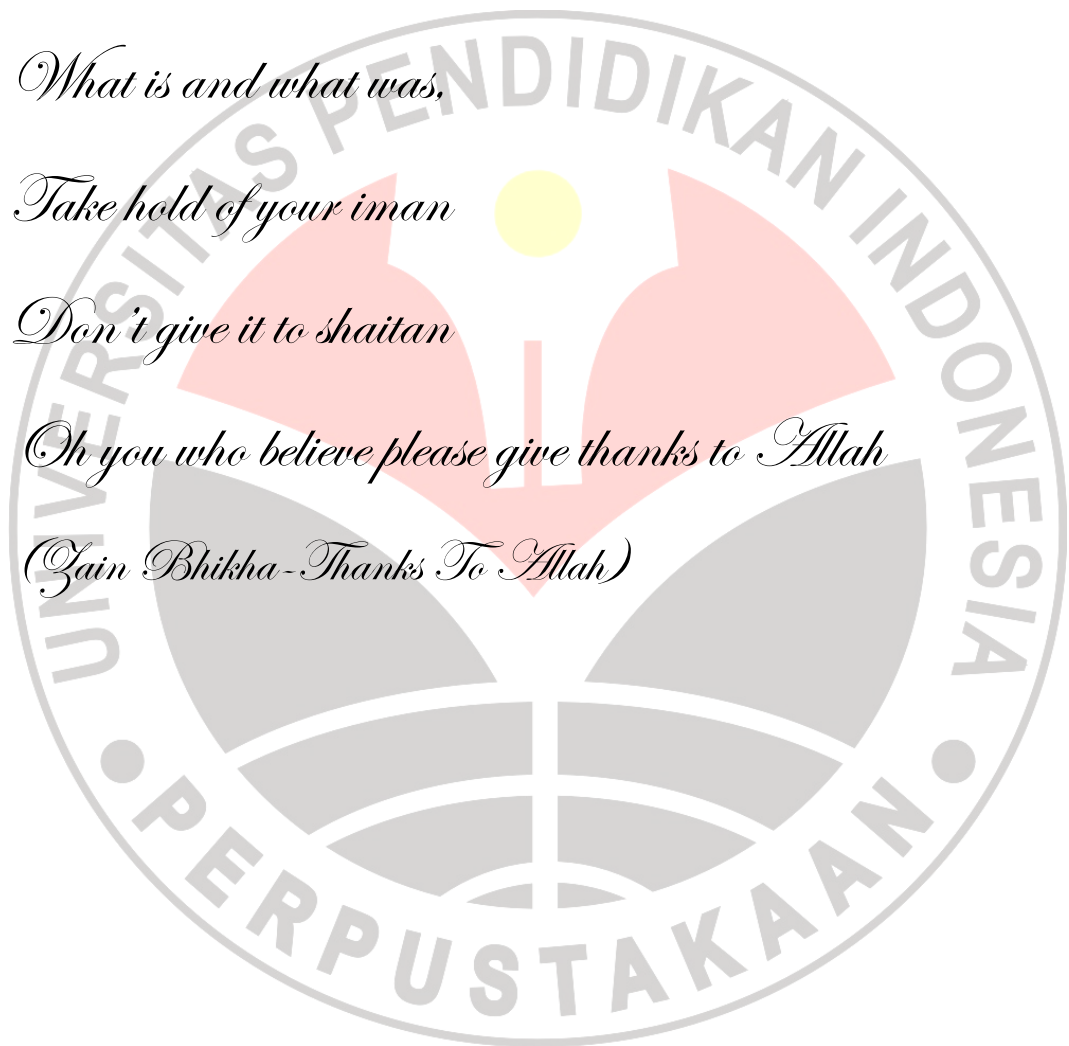 What is and what was,
Take hold of your iman
Don't give it to shaitan
Oh you who believe please give thanks to Allah
(Zain Bhikha-Thanks To Allah)
UNIVERSITAS PENDIDIKAN INDONESIA
PERPUSTAKAAN